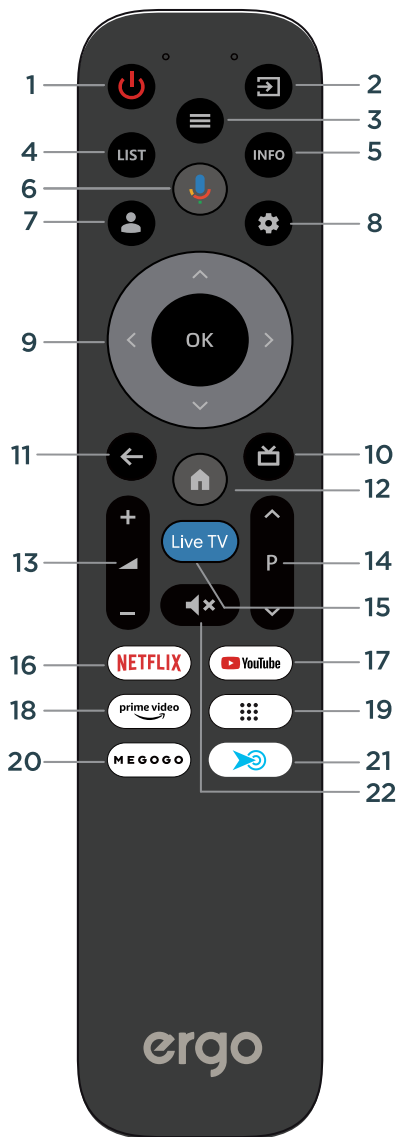 1
2
3
4 LIST
INFO 5
6
7
8
9 OK
10
11
12
+
13
P 14
Live TV
15
−
16 NETFLIX
YouTube 17
18 prime video
19
20 MEGOGO
21
22
ergo